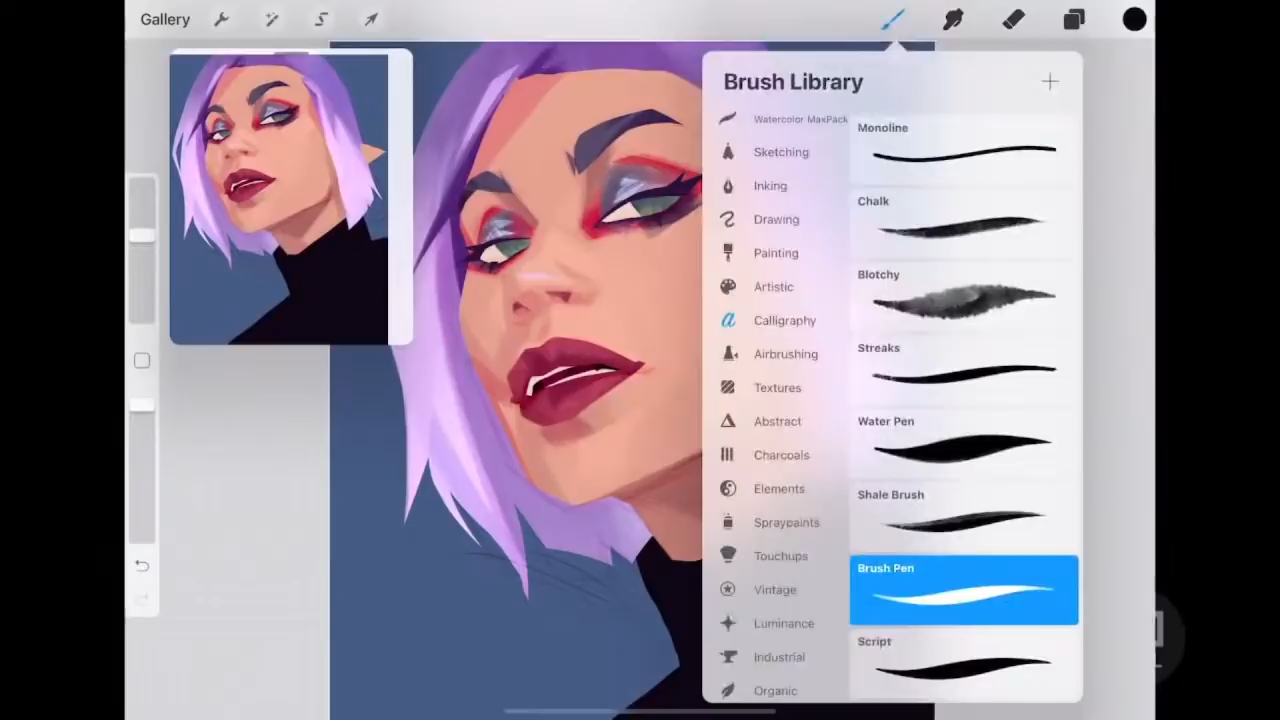 Gallery
Brush Library
Watercolor MaxPack
Sketching
Inking
Drawing
Painting
Artistic
Calligraphy
Airbrushing
Textures
Abstract
Charcoals
Elements
Spraypaints
Touchups
Vintage
Luminance
Industrial
Organic
Monoline
Chalk
Blotchy
Streaks
Water Pen
Shale Brush
Brush Pen
Script